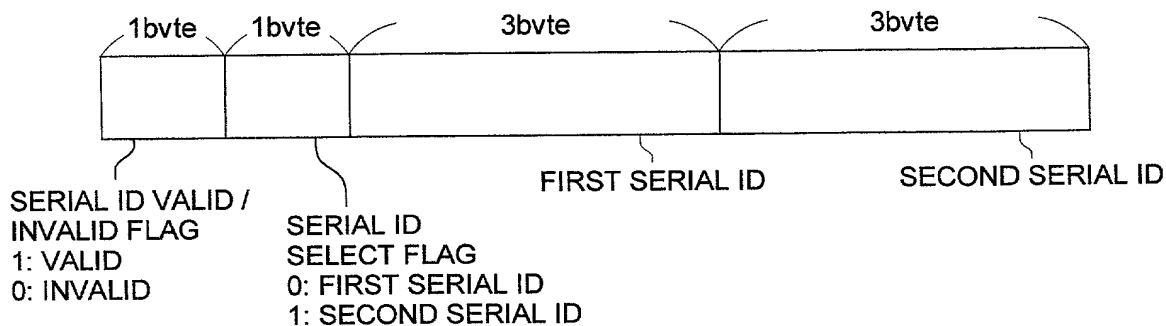 1bvte
1bvte
3bvte
3bvte
SERIAL ID VALID /
INVALID FLAG
1: VALID
0: INVALID
SERIAL ID
SELECT FLAG
0: FIRST SERIAL ID
1: SECOND SERIAL ID
FIRST SERIAL ID
SECOND SERIAL ID